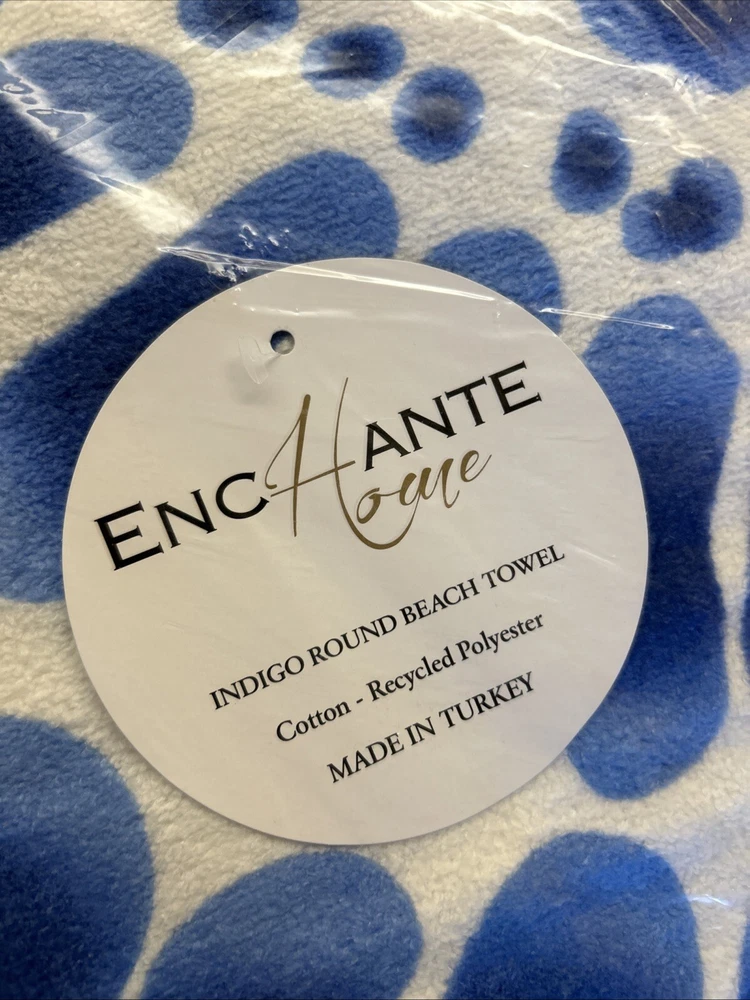 ENCHANTE
Home
INDIGO ROUND BEACH TOWEL
Cotton - Recycled Polyester
MADE IN TURKEY